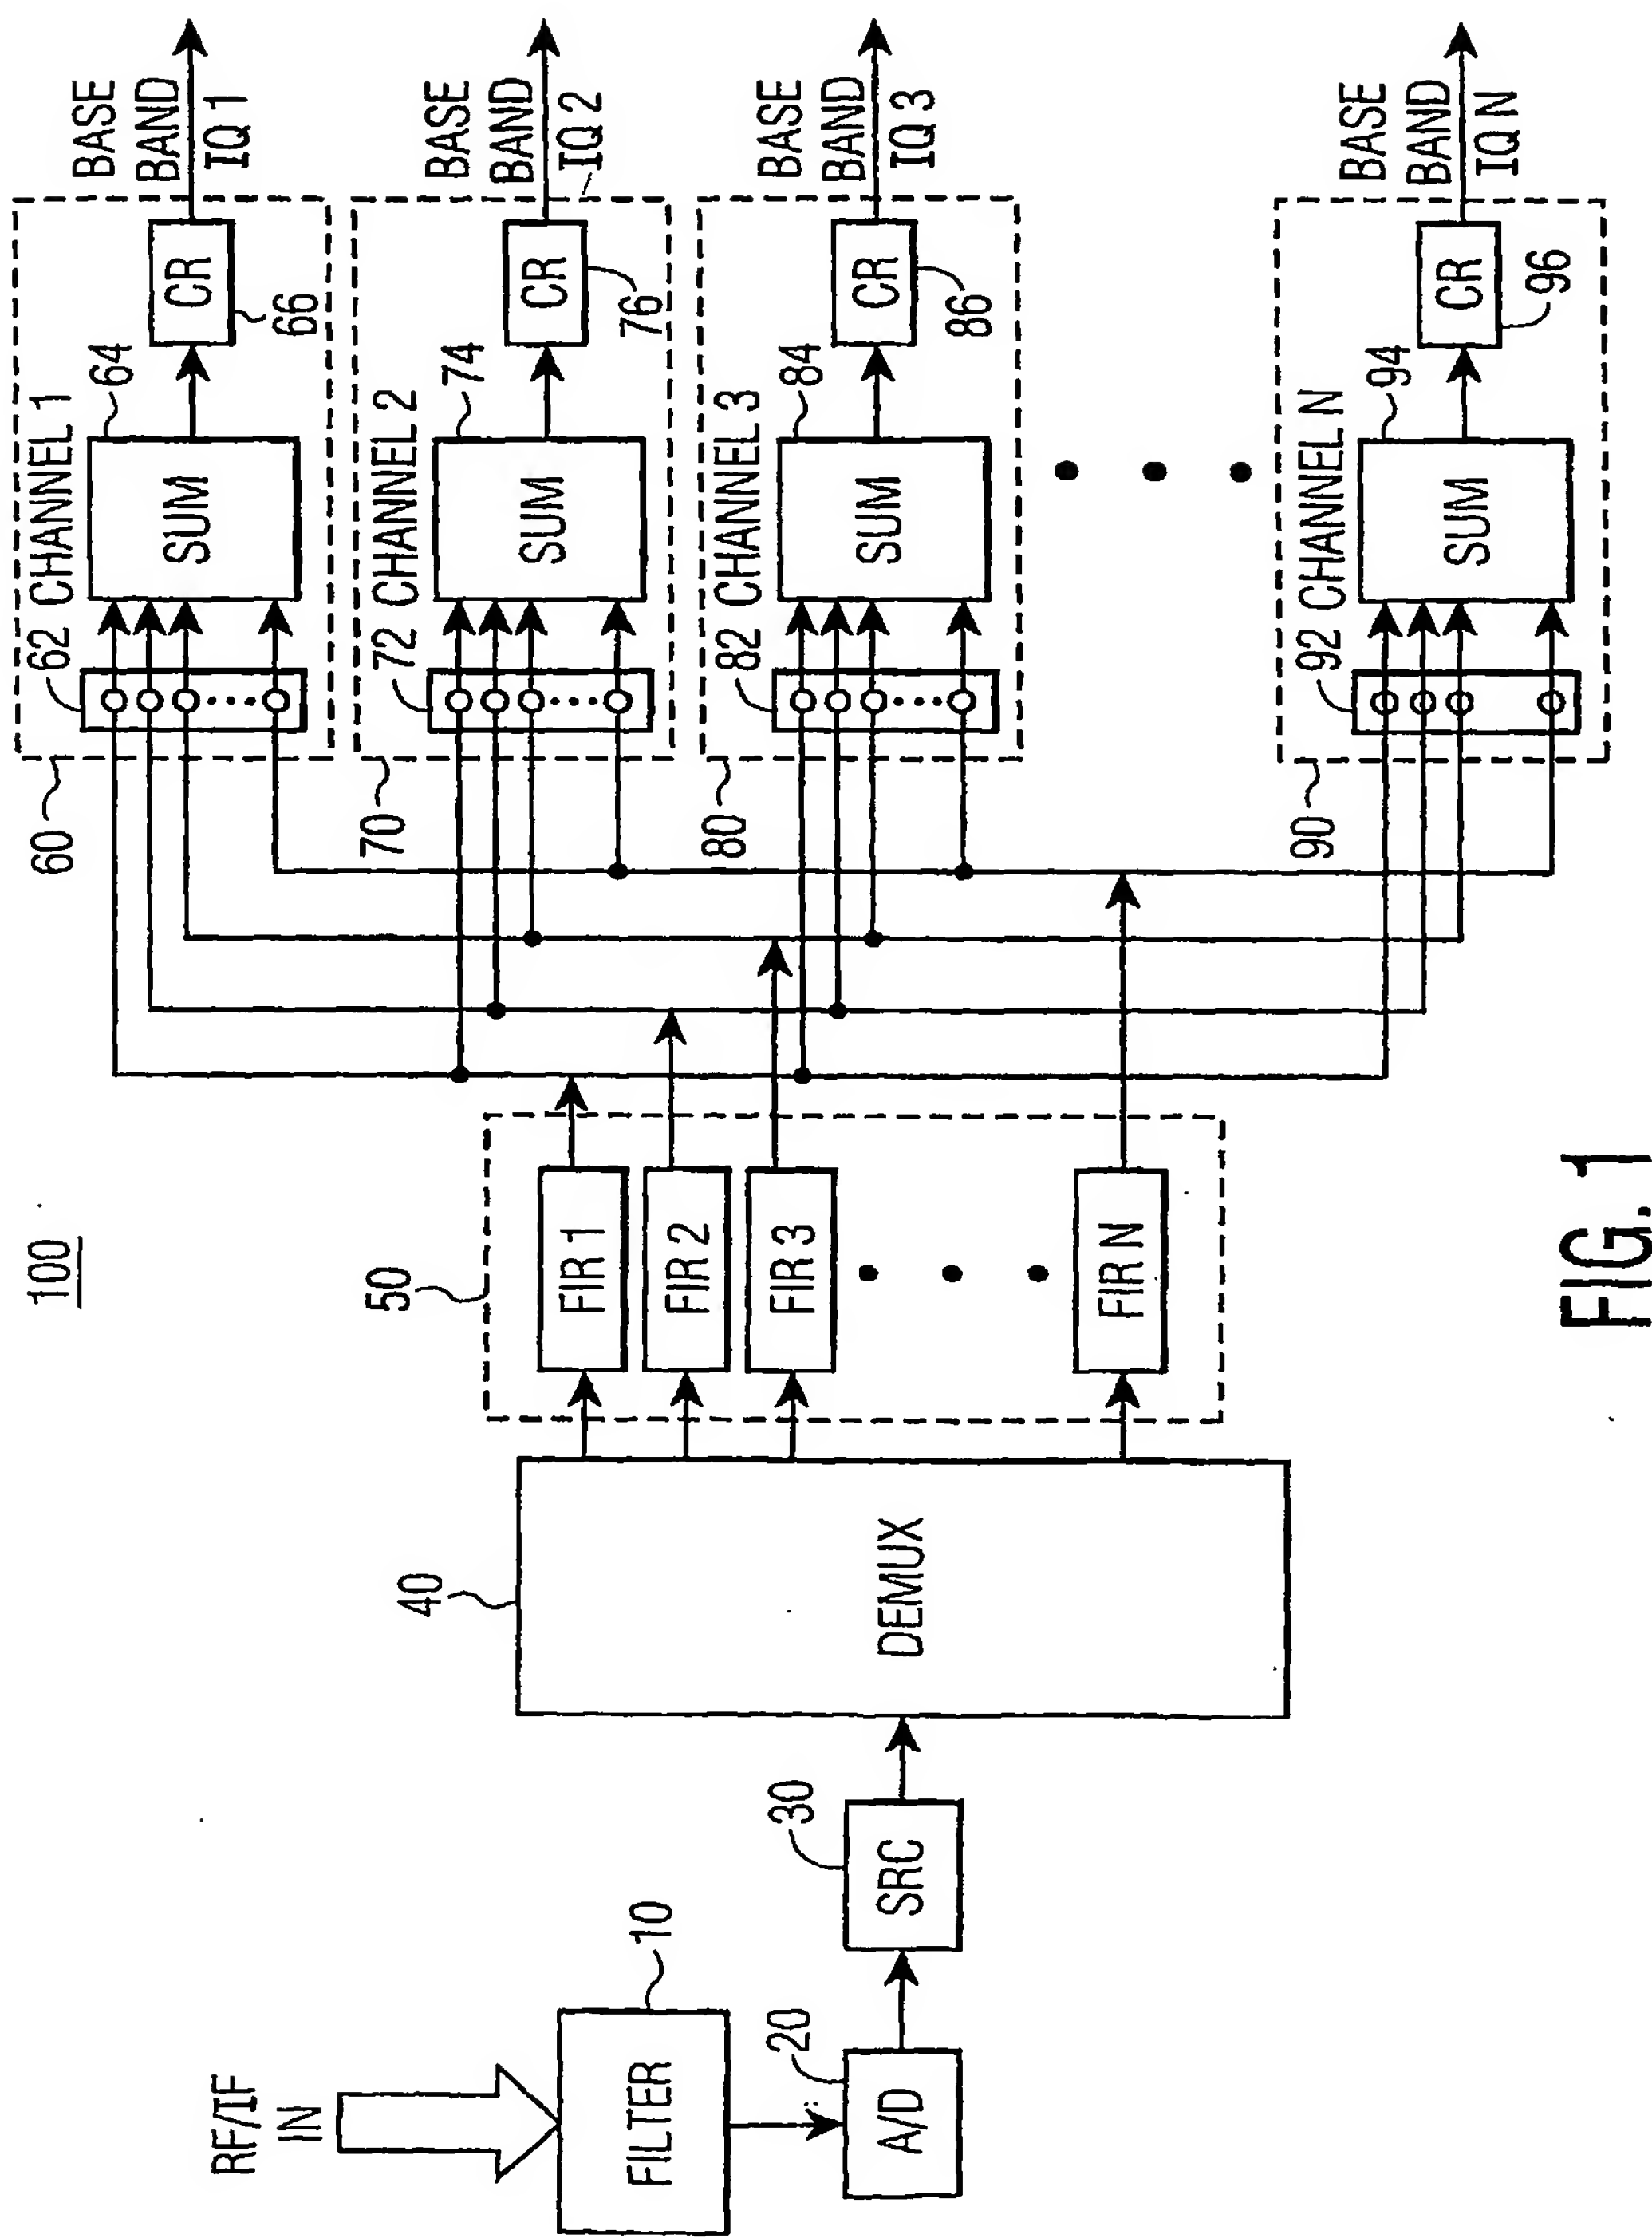 100
RF/IF
IN
FILTER
10
A/D
20
SRC
30
DEMUX
40
50
FIR 1
FIR 2
FIR 3
FIR N
60
62
CHANNEL 1
64
SUM
CR
66
BASE
BAND
IQ 1
70
72
CHANNEL 2
74
SUM
CR
76
BASE
BAND
IQ 2
80
82
CHANNEL 3
84
SUM
CR
86
BASE
BAND
IQ 3
90
92
CHANNEL N
94
SUM
CR
96
BASE
BAND
IQ N
FIG. 1